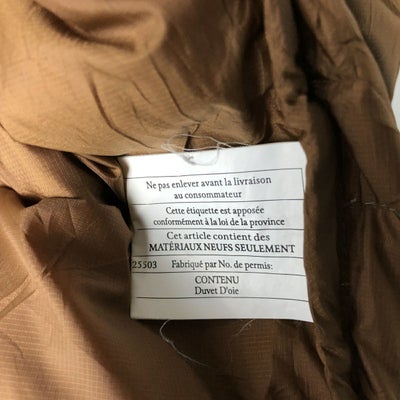 Ne pas enlever avant la livraison
au consommateur
Cette étiquette est apposée
conformément à la loi de la province
Cet article contient des
MATÉRIAUX NEUFS SEULEMENT
25503 Fabriqué par No. de permis:
CONTENU
Duvet D'oie